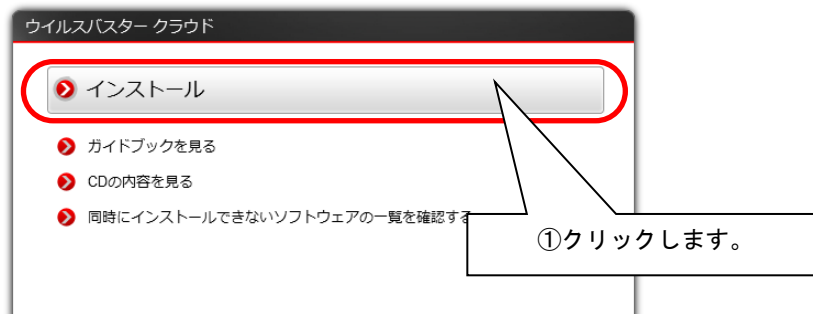 ウイルスバスター クラウド
インストール
ガイドブックを見る
CDの内容を見る
同時にインストールできないソフトウェアの一覧を確認する
①クリックします。